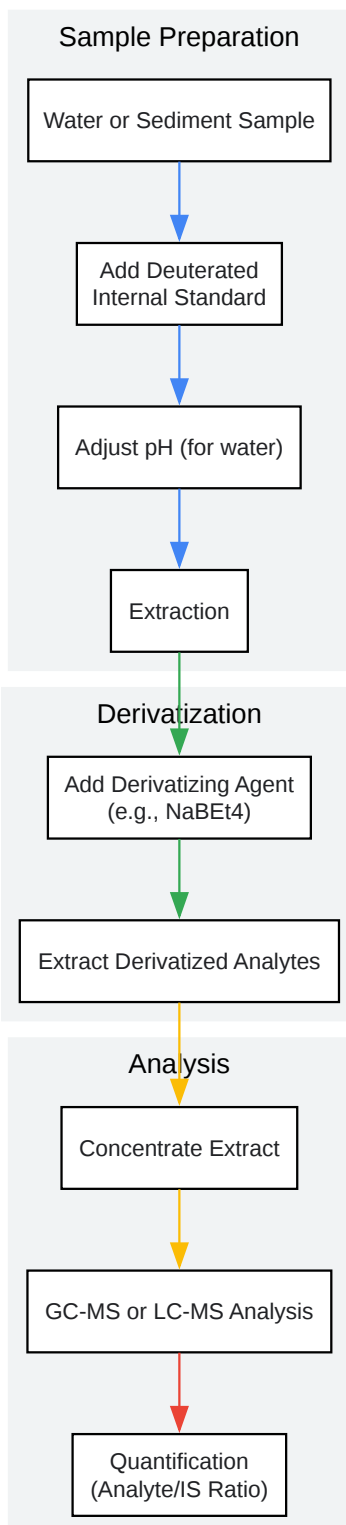 Sample Preparation
Water or Sediment Sample
Add Deuterated
Internal Standard
Adjust pH (for water)
Extraction
Derivatization
Add Derivatizing Agent
(e.g., NaBEt4)
Extract Derivatized Analytes
Analysis
Concentrate Extract
GC-MS or LC-MS Analysis
Quantification
(Analyte/IS Ratio)